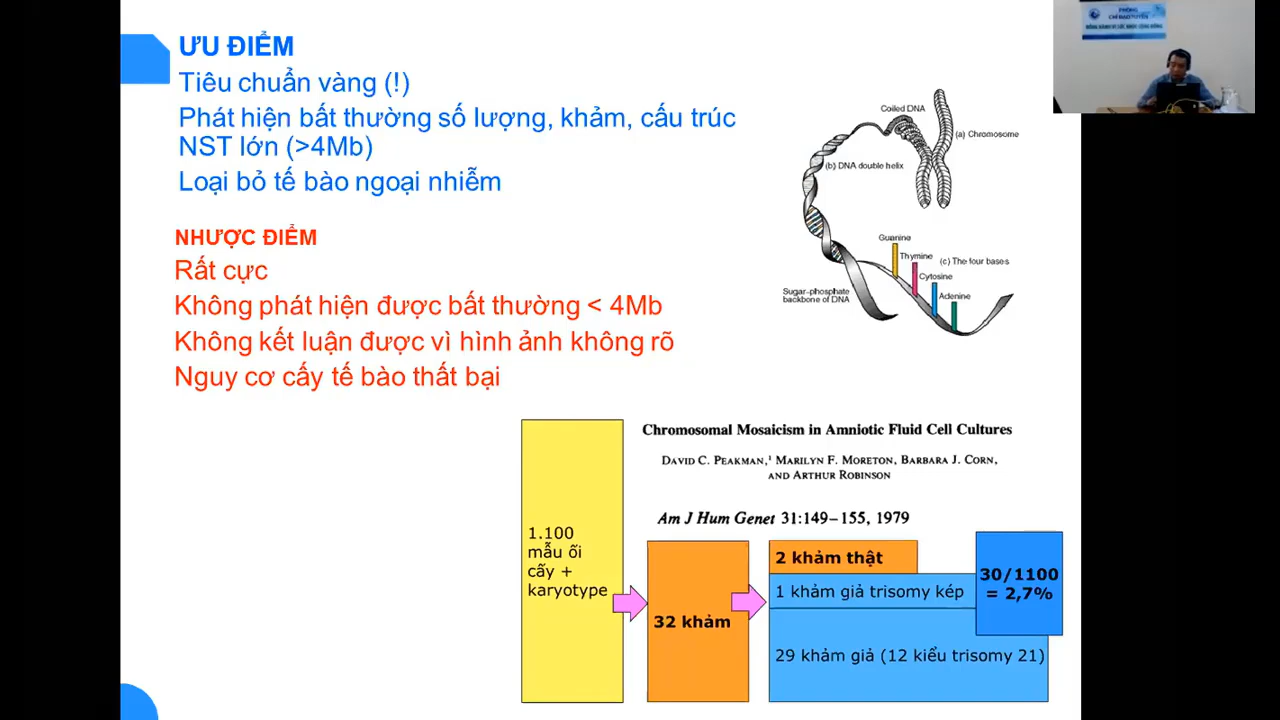 ƯU ĐIỂM
Tiêu chuẩn vàng (!)
Phát hiện bất thường số lượng, khảm, cấu trúc
NST lớn (>4Mb)
Loại bỏ tế bào ngoại nhiễm
NHƯỢC ĐIỂM
Rất cực
Không phát hiện được bất thường < 4Mb
Không kết luận được vì hình ảnh không rõ
Nguy cơ cấy tế bào thất bại
PHÒNG
CHỈ ĐẠO TUYẾN
Coiled DNA
(a) Chromosome
(b) DNA double helix
Guanine
Thymine
(c) The four bases
Cytosine
Adenine
Sugar-phosphate
backbone of DNA
Chromosomal Mosaicism in Amniotic Fluid Cell Cultures
DAVID C. PEAKMAN,¹ MARILYN F. MORETON, BARBARA J. CORN,
AND ARTHUR ROBINSON
Am J Hum Genet 31:149–155, 1979
1.100
mẫu ối
cấy +
karyotype
32 khảm
2 khảm thật
1 khảm giả trisomy kép
29 khảm giả (12 kiểu trisomy 21)
30/1100
= 2,7%